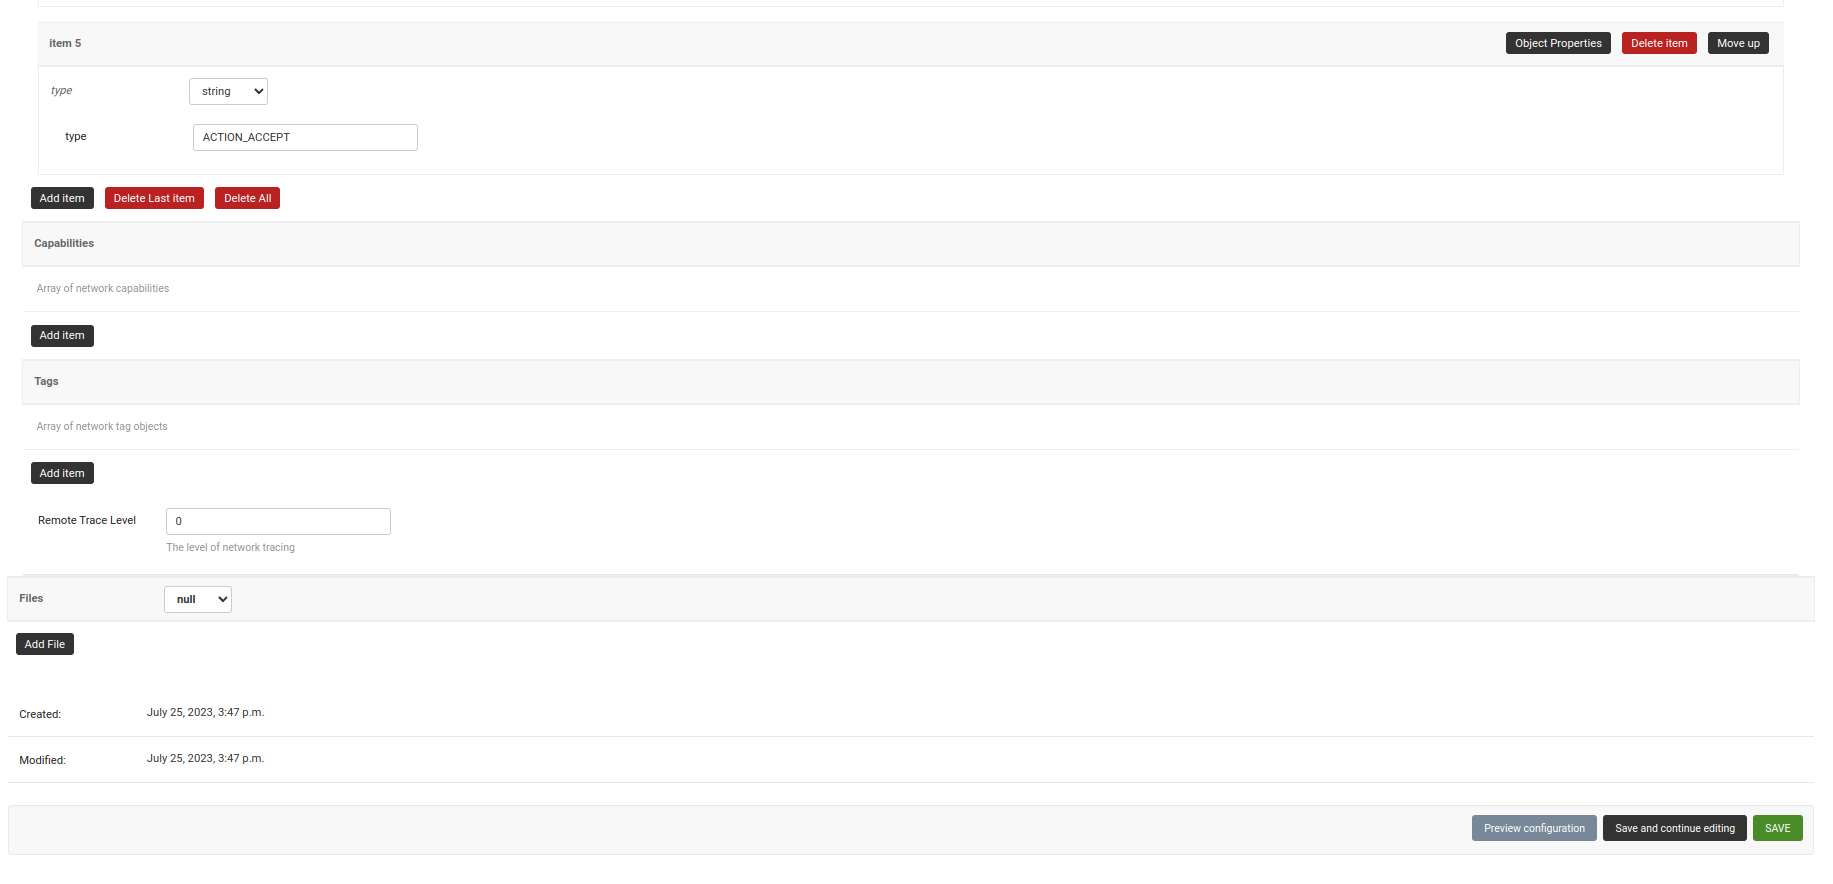 item 5
Object Properties
Delete item
Move up
type
string
type
ACTION_ACCEPT
Add item
Delete Last item
Delete All
Capabilities
Array of network capabilities
Add item
Tags
Array of network tag objects
Add item
Remote Trace Level
0
The level of network tracing
Files
null
Add File
Created:
July 25, 2023, 3:47 p.m.
Modified:
July 25, 2023, 3:47 p.m.
Preview configuration
Save and continue editing
SAVE